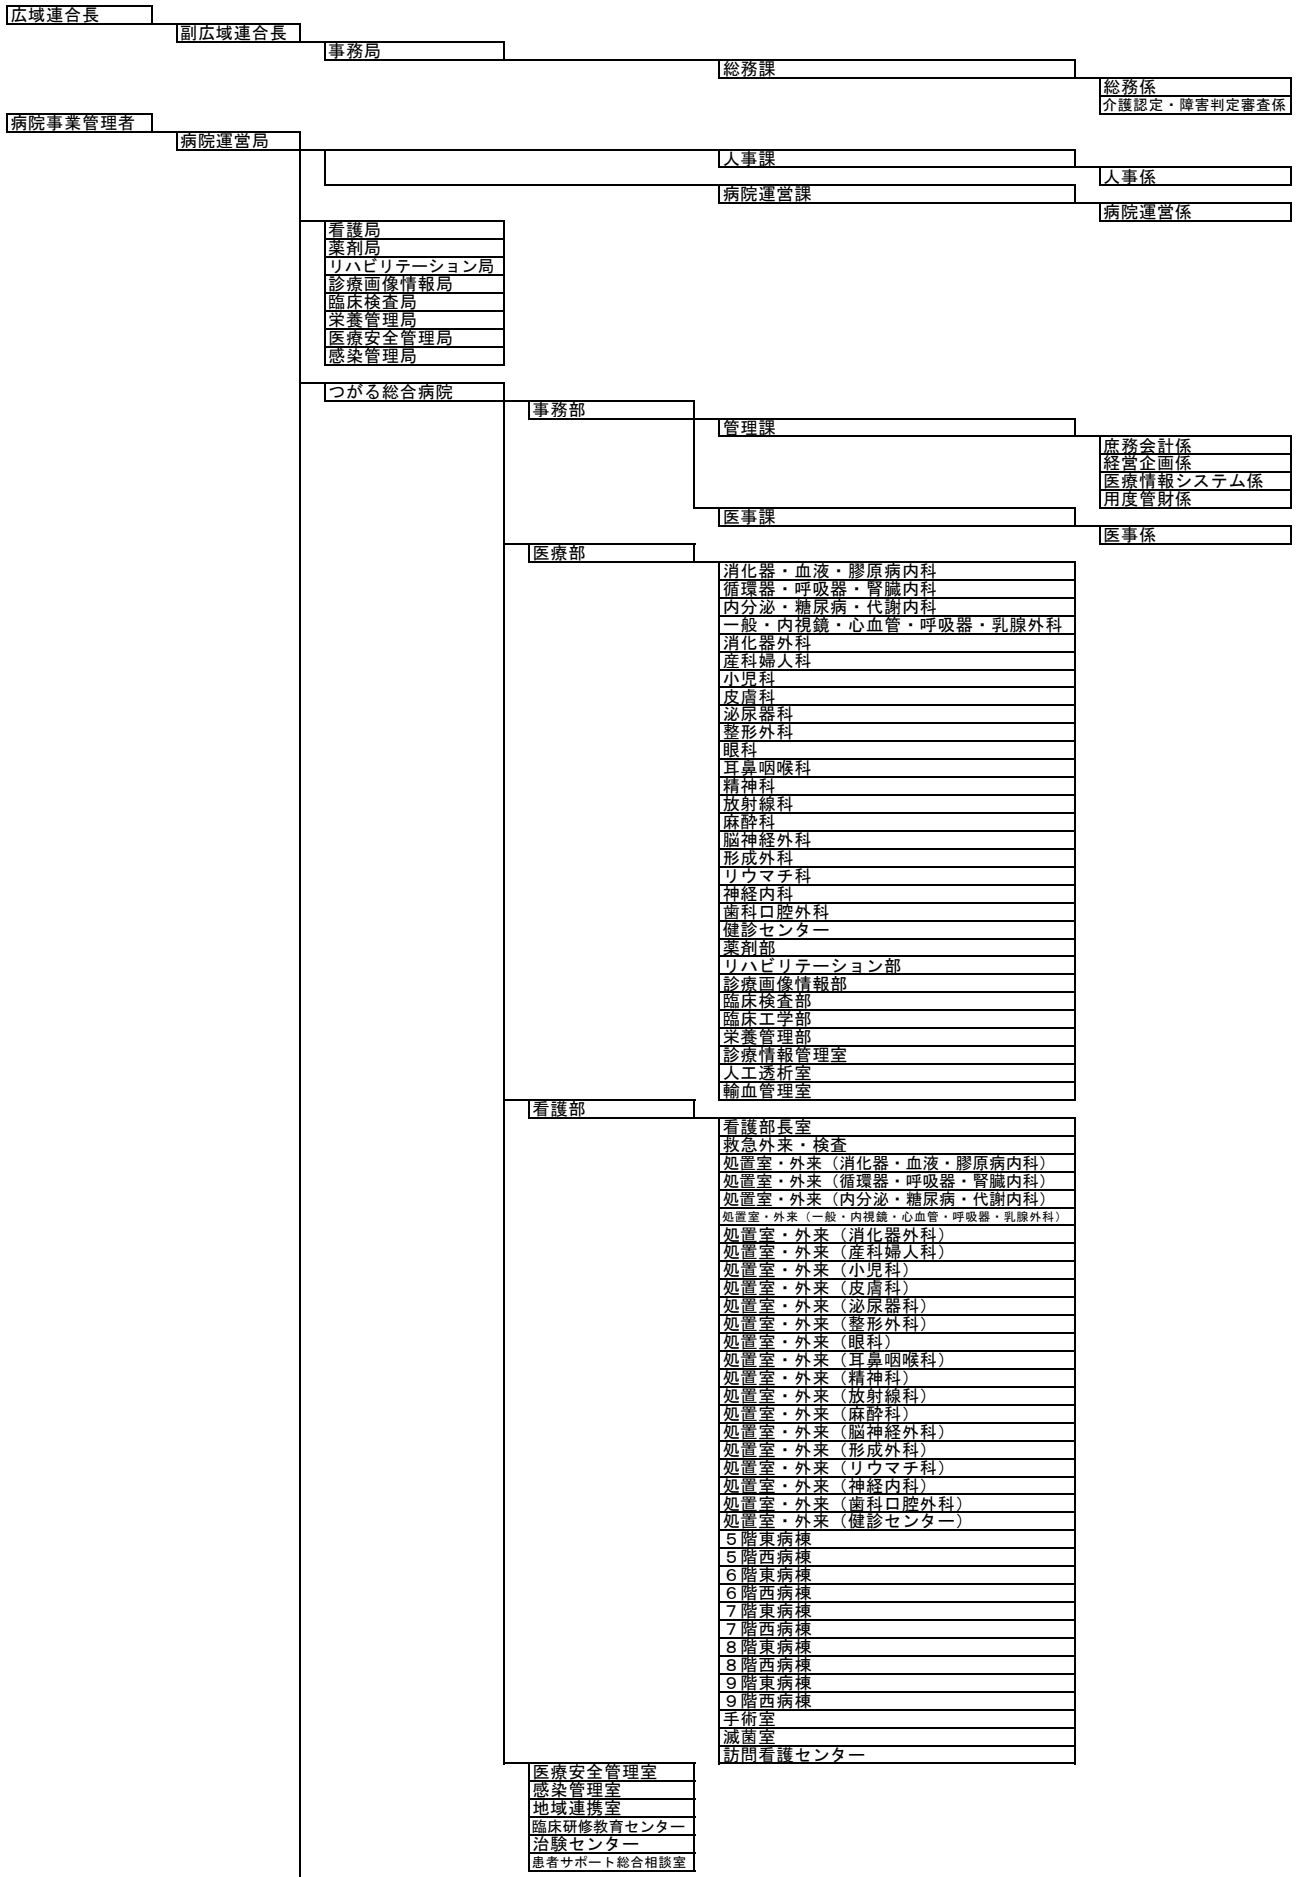 広域連合長
副広域連合長
事務局
総務課
総務係
介護認定・障害判定審査係
病院事業管理者
病院運営局
人事課
人事係
病院運営課
病院運営係
看護局
薬剤局
リハビリテーション局
診療画像情報局
臨床検査局
栄養管理局
医療安全管理局
感染管理局
つがる総合病院
事務部
管理課
庶務会計係
経営企画係
医療情報システム係
用度管財係
医事課
医事係
医療部
消化器・血液・膠原病内科
循環器・呼吸器・腎臓内科
内分泌・糖尿病・代謝内科
一般・内視鏡・心血管・呼吸器・乳腺外科
消化器外科
産科婦人科
小児科
皮膚科
泌尿器科
整形外科
眼科
耳鼻咽喉科
精神科
放射線科
麻酔科
脳神経外科
形成外科
リウマチ科
神経内科
歯科口腔外科
健診センター
薬剤部
リハビリテーション部
診療画像情報部
臨床検査部
臨床工学部
栄養管理部
診療情報管理室
人工透析室
輸血管理室
看護部
看護部長室
救急外来・検査
処置室・外来（消化器・血液・膠原病内科）
処置室・外来（循環器・呼吸器・腎臓内科）
処置室・外来（内分泌・糖尿病・代謝内科）
処置室・外来（一般・内視鏡・心血管・呼吸器・乳腺外科）
処置室・外来（消化器外科）
処置室・外来（産科婦人科）
処置室・外来（小児科）
処置室・外来（皮膚科）
処置室・外来（泌尿器科）
処置室・外来（整形外科）
処置室・外来（眼科）
処置室・外来（耳鼻咽喉科）
処置室・外来（精神科）
処置室・外来（放射線科）
処置室・外来（麻酔科）
処置室・外来（脳神経外科）
処置室・外来（形成外科）
処置室・外来（リウマチ科）
処置室・外来（神経内科）
処置室・外来（歯科口腔外科）
処置室・外来（健診センター）
５階東病棟
５階西病棟
６階東病棟
６階西病棟
７階東病棟
７階西病棟
８階東病棟
８階西病棟
９階東病棟
９階西病棟
手術室
滅菌室
訪問看護センター
医療安全管理室
感染管理室
地域連携室
臨床研修教育センター
治験センター
患者サポート総合相談室